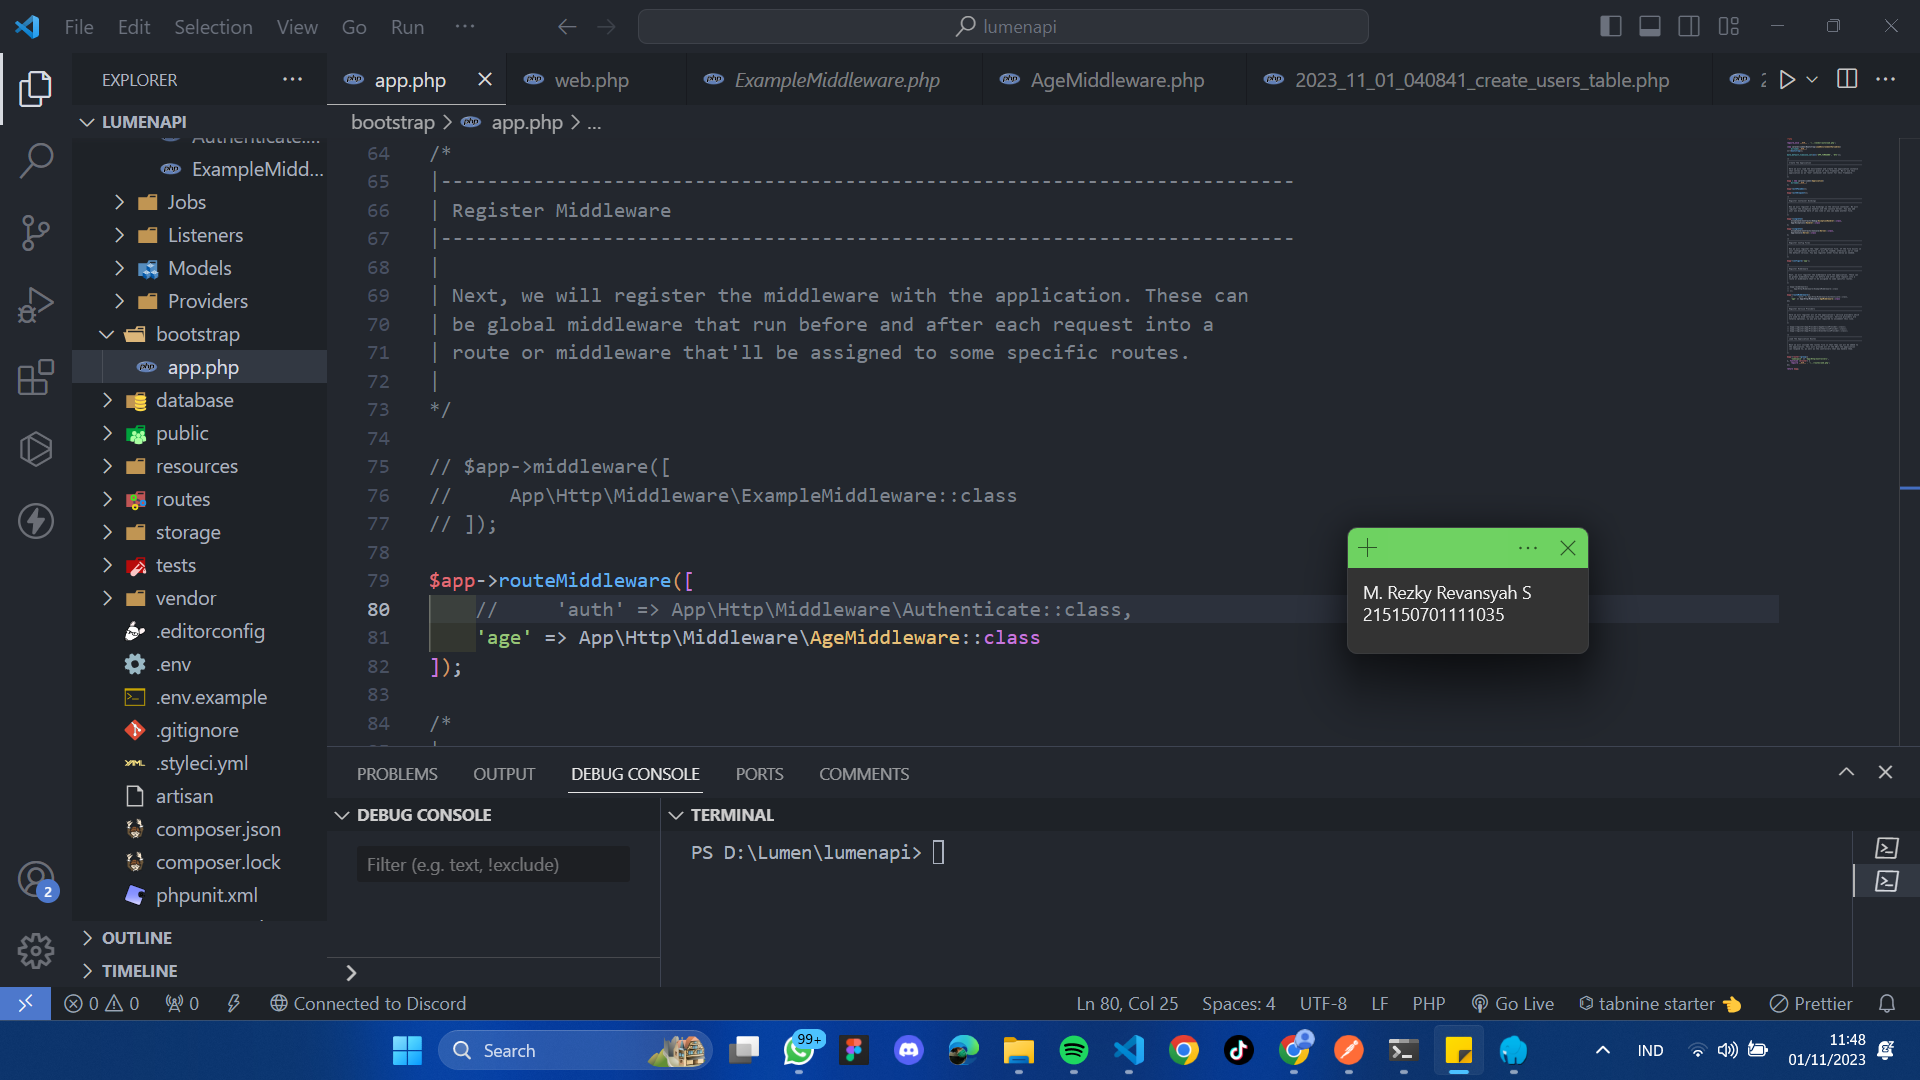 File Edit Selection View Go Run ...
lumenapi
EXPLORER
app.php
web.php
ExampleMiddleware.php
AgeMiddleware.php
2023_11_01_040841_create_users_table.php
LUMENAPI
bootstrap > app.php > ...
ExampleMidd...
Jobs
Listeners
Models
Providers
bootstrap
app.php
database
public
resources
routes
storage
tests
vendor
.editorconfig
.env
.env.example
.gitignore
.styleci.yml
artisan
composer.json
composer.lock
phpunit.xml
OUTLINE
TIMELINE
64 /*
65 |--------------------------------------------------------------------------
66 | Register Middleware
67 |--------------------------------------------------------------------------
68 |
69 | Next, we will register the middleware with the application. These can
70 | be global middleware that run before and after each request into a
71 | route or middleware that'll be assigned to some specific routes.
72 |
73 */
74
75 // $app->middleware([
76 //     App\Http\Middleware\ExampleMiddleware::class
77 // ]);
78
79 $app->routeMiddleware([
80     //     'auth' => App\Http\Middleware\Authenticate::class,
81     'age' => App\Http\Middleware\AgeMiddleware::class
82 ]);
83
84 /*
M. Rezky Revansyah S
215150701111035
PROBLEMS OUTPUT DEBUG CONSOLE PORTS COMMENTS
DEBUG CONSOLE
Filter (e.g. text, !exclude)
TERMINAL
PS D:\Lumen\lumenapi>
2
0 0 0 Connected to Discord
Ln 80, Col 25 Spaces: 4 UTF-8 LF PHP Go Live tabnine starter Prettier
Search
99+
IND
11:48
01/11/2023